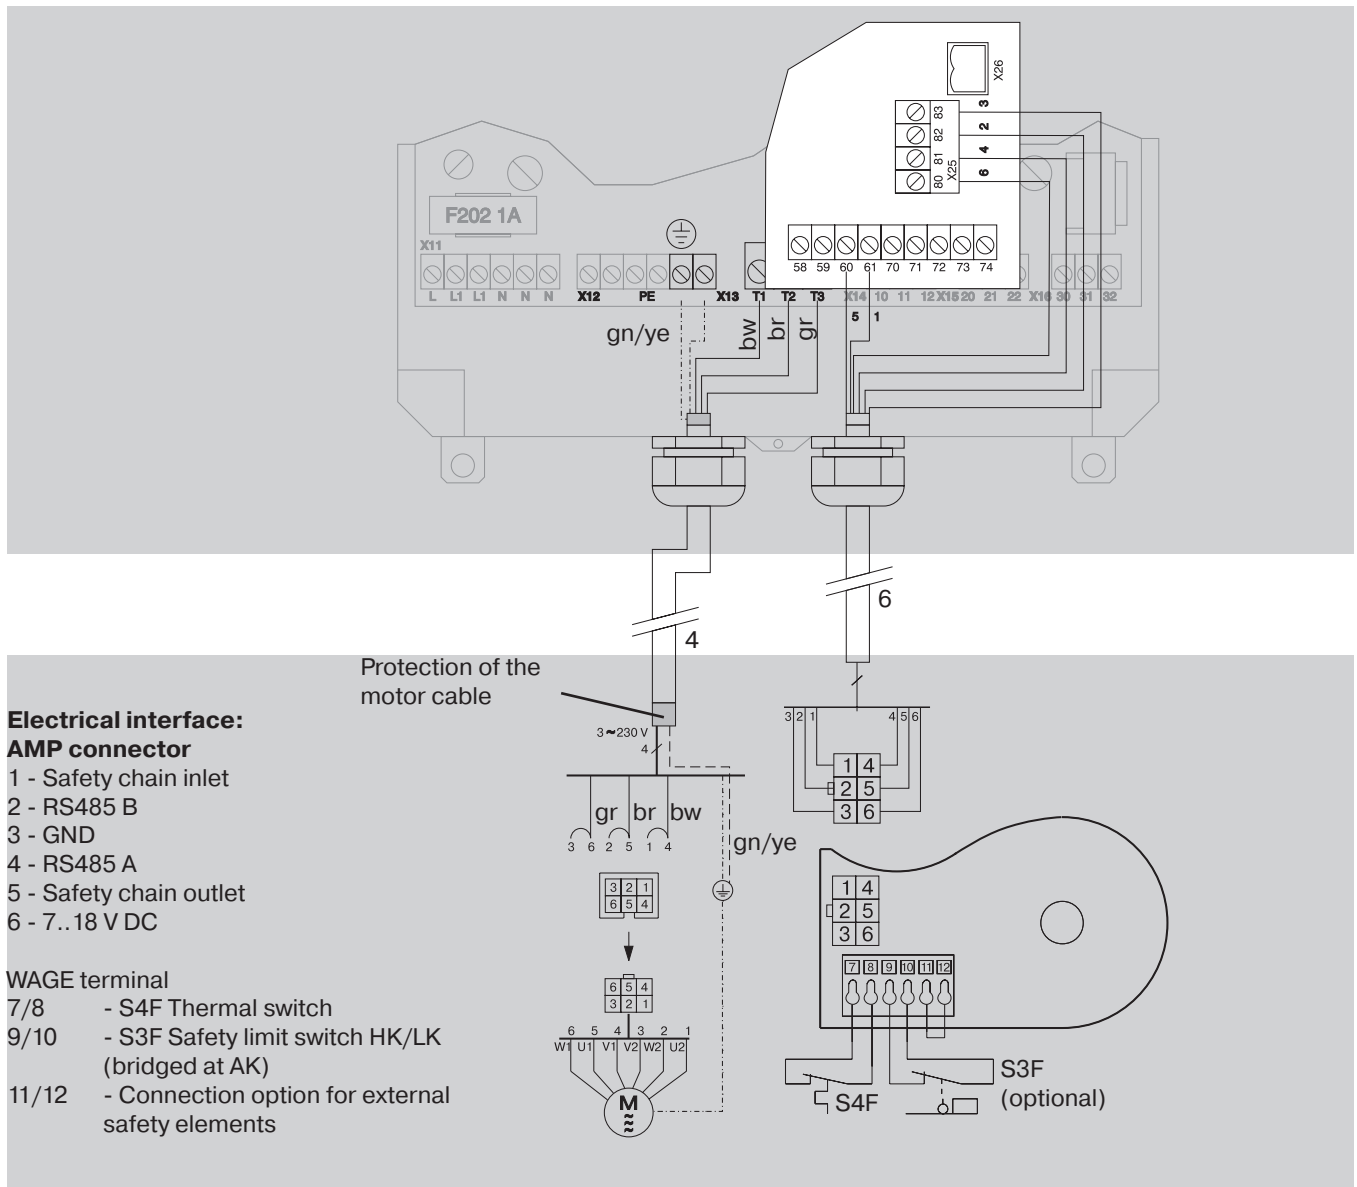 X26
3
2
4
6
83
82
81
80
X25
F202 1A
X11
58 59 60 61 70 71 72 73 74
L L1 L1 N N N X12 PE X13 T1 T2 T3 X14 10 11 12 X15 20 21 22 X16 30 31 32
5 1
gn/ye bw br gr
6
4
Protection of the
motor cable
Electrical interface:
AMP connector
1 - Safety chain inlet
2 - RS485 B
3 - GND
4 - RS485 A
5 - Safety chain outlet
6 - 7..18 V DC
WAGE terminal
7/8 - S4F Thermal switch
9/10 - S3F Safety limit switch HK/LK
(bridged at AK)
11/12 - Connection option for external
safety elements
3 ~ 230 V
4
gr br bw
3 6 2 5 1 4
gn/ye
3 2 1
6 5 4
6 5 4
3 2 1
6 5 4 3 2 1
W1 U1 V1 V2 W2 U2
M
≈
3 2 1 4 5 6
1 4
2 5
3 6
1 4
2 5
3 6
7 8 9 10 11 12
S4F
S3F
(optional)